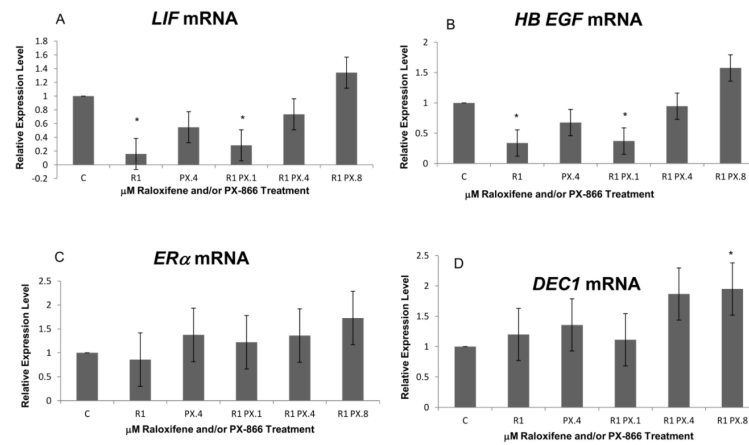 A
LIF mRNA
Relative Expression Level
1.8
1.6
1.4
1.2
1
0.8
0.6
0.4
0.2
0
-0.2
*
*
C R1 PX.4 R1 PX.1 R1 PX.4 R1 PX.8
µM Raloxifene and/or PX-866 Treatment
B
HB EGF mRNA
Relative Expression Level
2
1.5
1
0.5
0
*
*
C R1 PX.4 R1 PX.1 R1 PX.4 R1 PX.8
µM Raloxifene and/or PX-866 Treatment
C
ERα mRNA
Relative Expression Level
2.5
2
1.5
1
0.5
0
C R1 PX.4 R1 PX.1 R1 PX.4 R1 PX.8
µM Raloxifene and/or PX-866 Treatment
D
DEC1 mRNA
Relative Expression Level
2.5
2
1.5
1
0.5
0
*
C R1 PX.4 R1 PX.1 R1 PX.4 R1 PX.8
µM Raloxifene and/or PX-866 Treatment